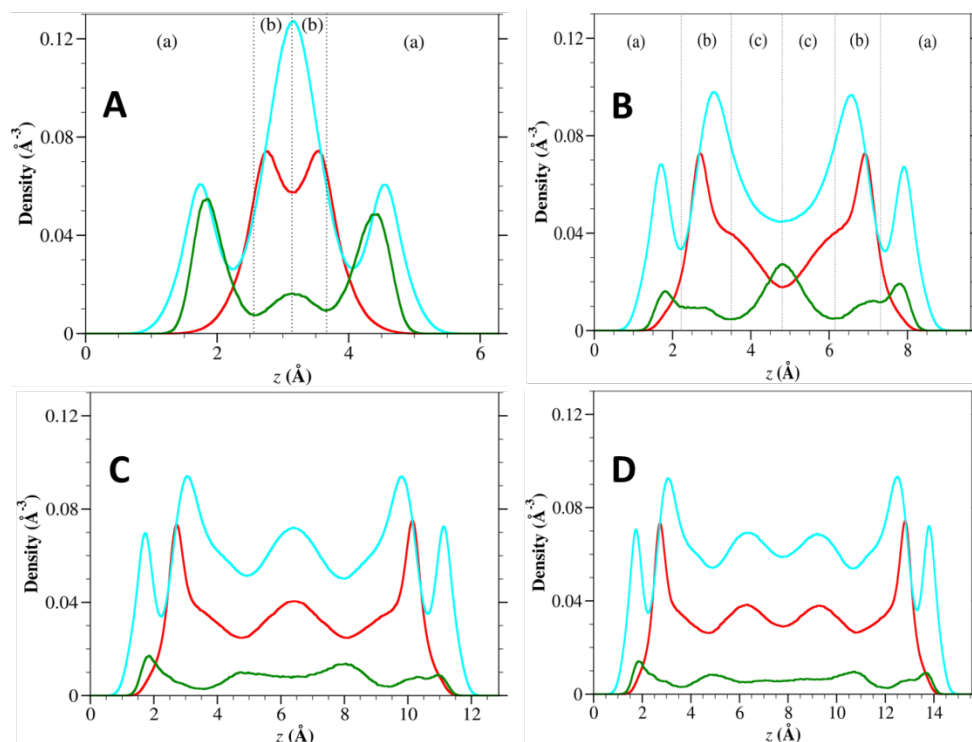 0.12
(a)
(b)
(b)
(a)
A
Density (Å⁻³)
0.08
0.04
0
0
2
4
6
z (Å)
0.12
(a)
(b)
(c)
(c)
(b)
(a)
B
Density (Å⁻³)
0.08
0.04
0
0
2
4
6
8
z (Å)
0.12
C
Density (Å⁻³)
0.08
0.04
0
0
2
4
6
8
10
12
z (Å)
0.12
D
Density (Å⁻³)
0.08
0.04
0
0
2
4
6
8
10
12
14
z (Å)